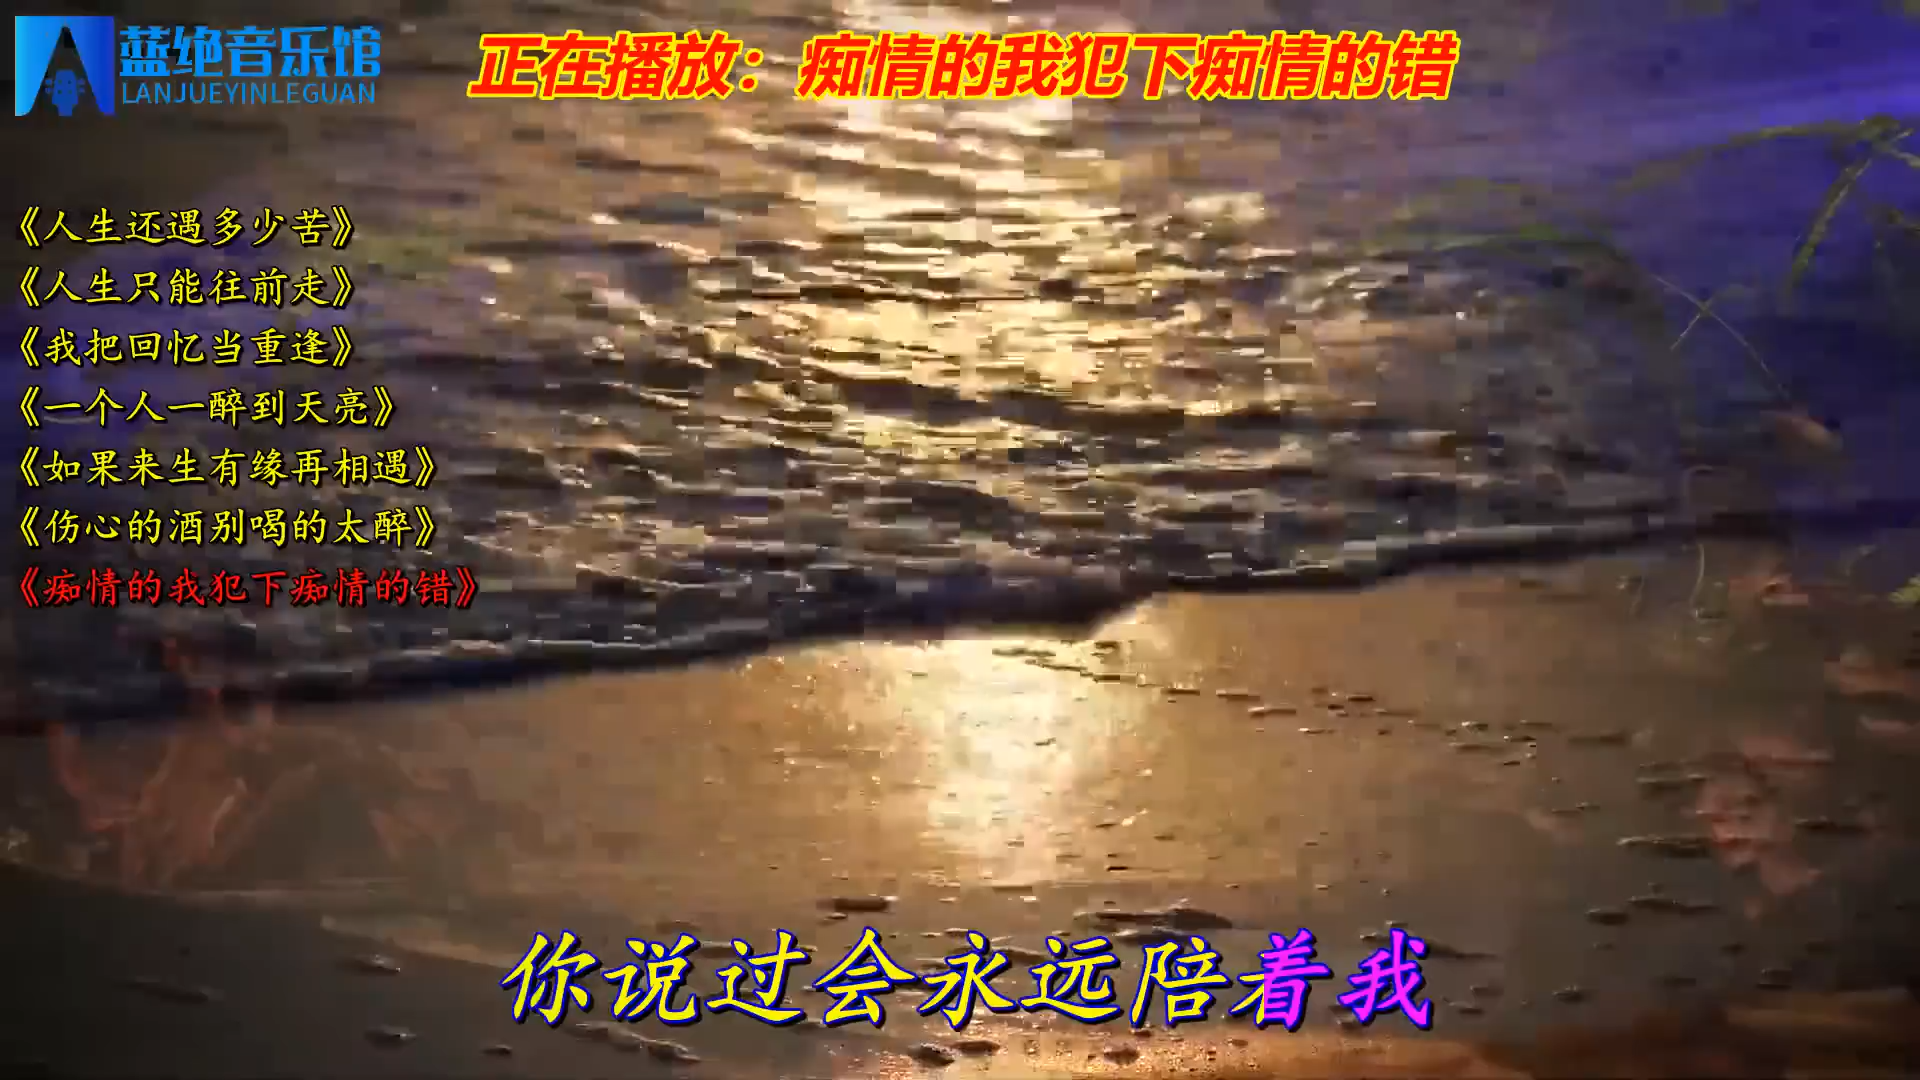 蓝绝音乐馆
LANJUEYINLEGUAN
正在播放：痴情的我犯下痴情的错
《人生还遇多少苦》
《人生只能往前走》
《我把回忆当重逢》
《一个人一醉到天亮》
《如果来生有缘再相遇》
《伤心的酒别喝的太醉》
《痴情的我犯下痴情的错》
你说过会永远陪着我